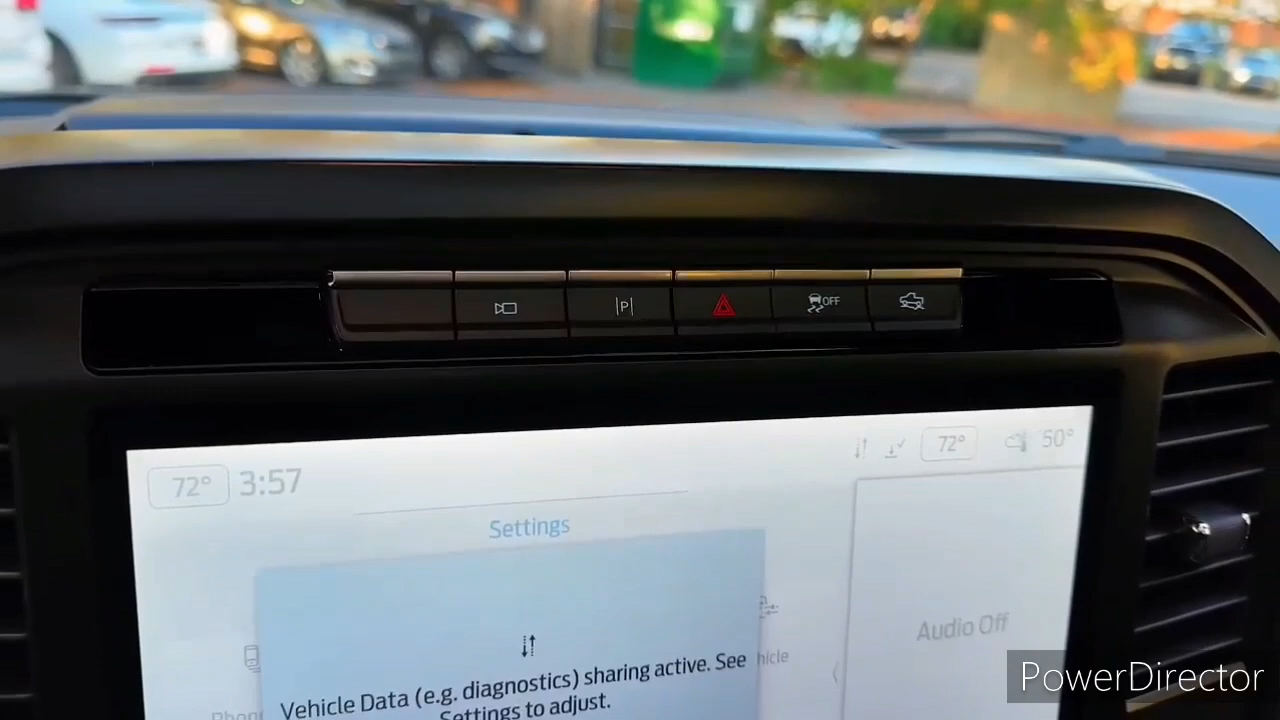 |P|
OFF
72° 3:57
72° 50°
Settings
Audio Off
Vehicle Data (e.g. diagnostics) sharing active. See
Settings to adjust.
hicle
Phon
PowerDirector